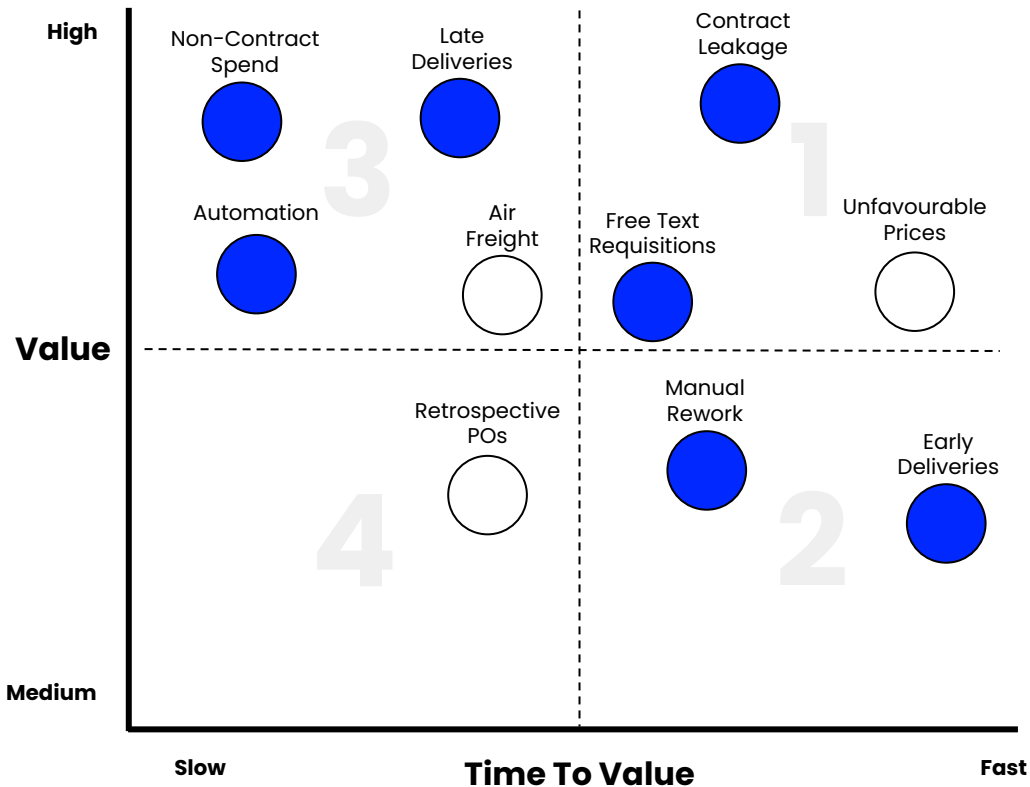 High
Non-Contract
Spend
Late
Deliveries
Contract
Leakage
3
1
Automation
Air
Freight
Free Text
Requisitions
Unfavourable
Prices
Value
Retrospective
POs
Manual
Rework
Early
Deliveries
4
2
Medium
Slow
Time To Value
Fast